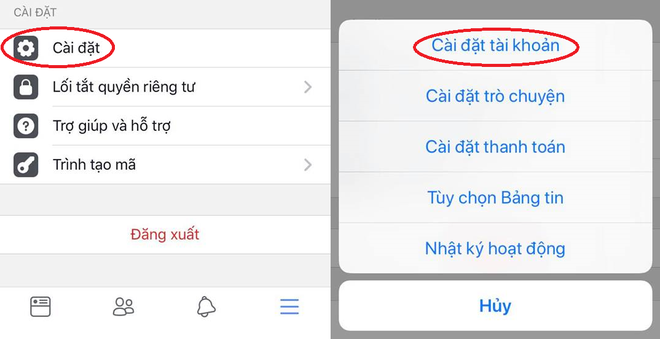 CÀI ĐẶT
Cài đặt
Lối tắt quyền riêng tư
Trợ giúp và hỗ trợ
Trình tạo mã
Đăng xuất
Cài đặt tài khoản
Cài đặt trò chuyện
Cài đặt thanh toán
Tùy chọn Bảng tin
Nhật ký hoạt động
Hủy